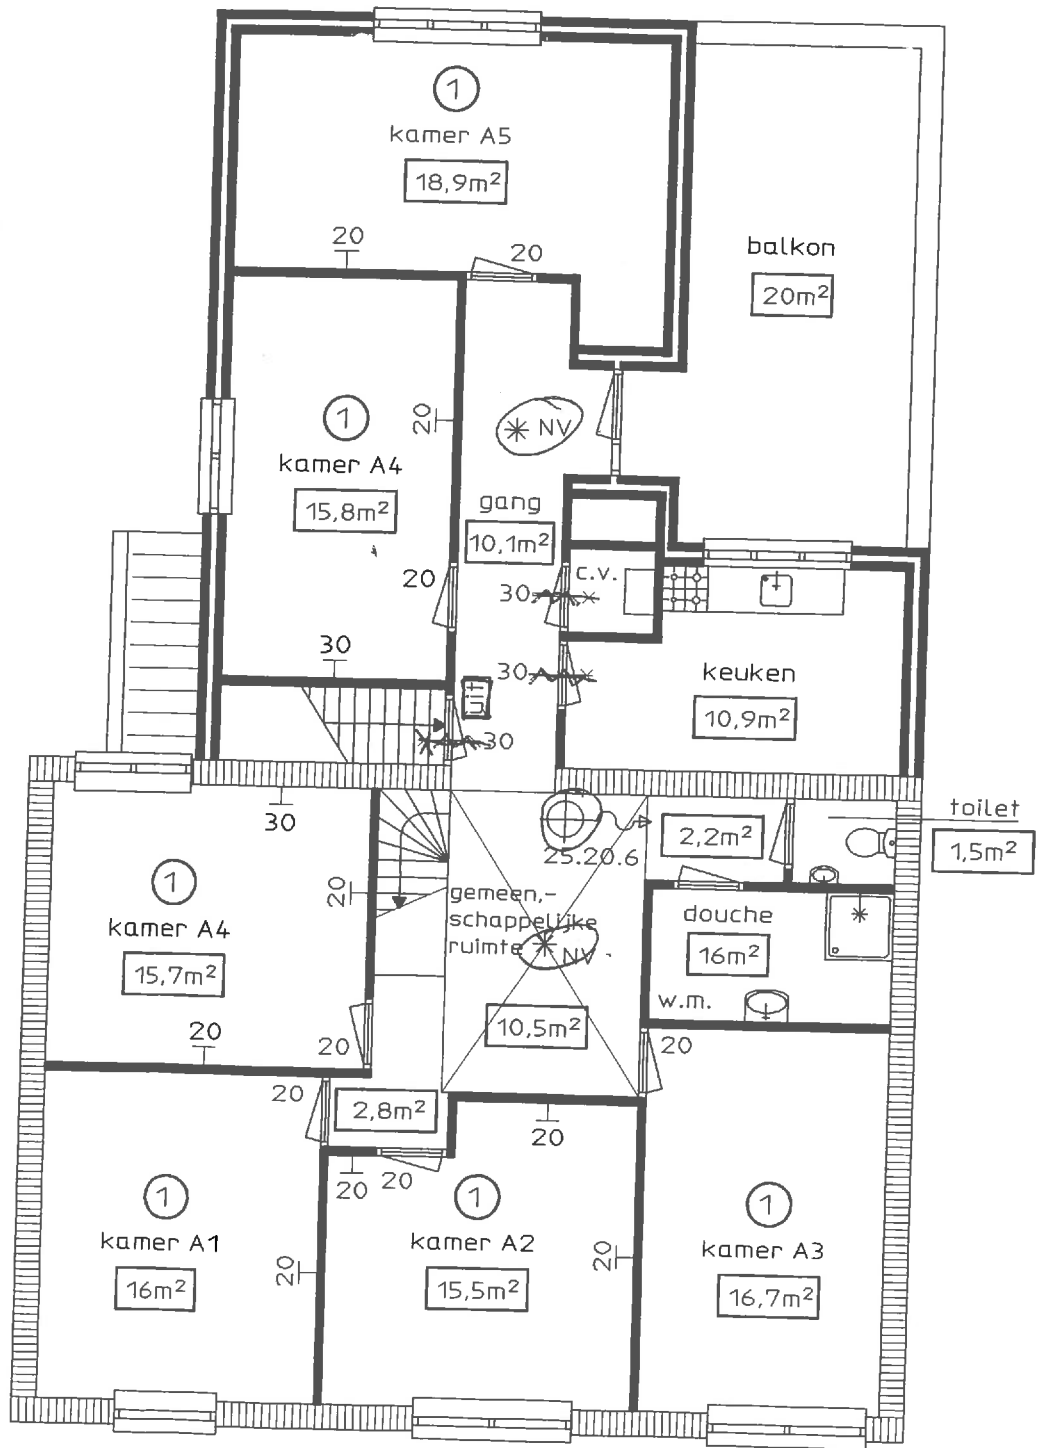 1
kamer A5
18,9m²
20
20
balkon
20m²
1
kamer A4
15,8m²
20
NV
gang
10,1m²
c.v.
20
30
30
30
uit
keuken
10,9m²
30
30
toilet
1,5m²
2,2m²
25.20.6
1
kamer A4
15,7m²
20
gemeen,-
schappelijke
ruimte
NV
10,5m²
douche
16m²
w.m.
20
20
20
20
2,8m²
20
20
20
1
kamer A1
16m²
20
1
kamer A2
15,5m²
20
1
kamer A3
16,7m²